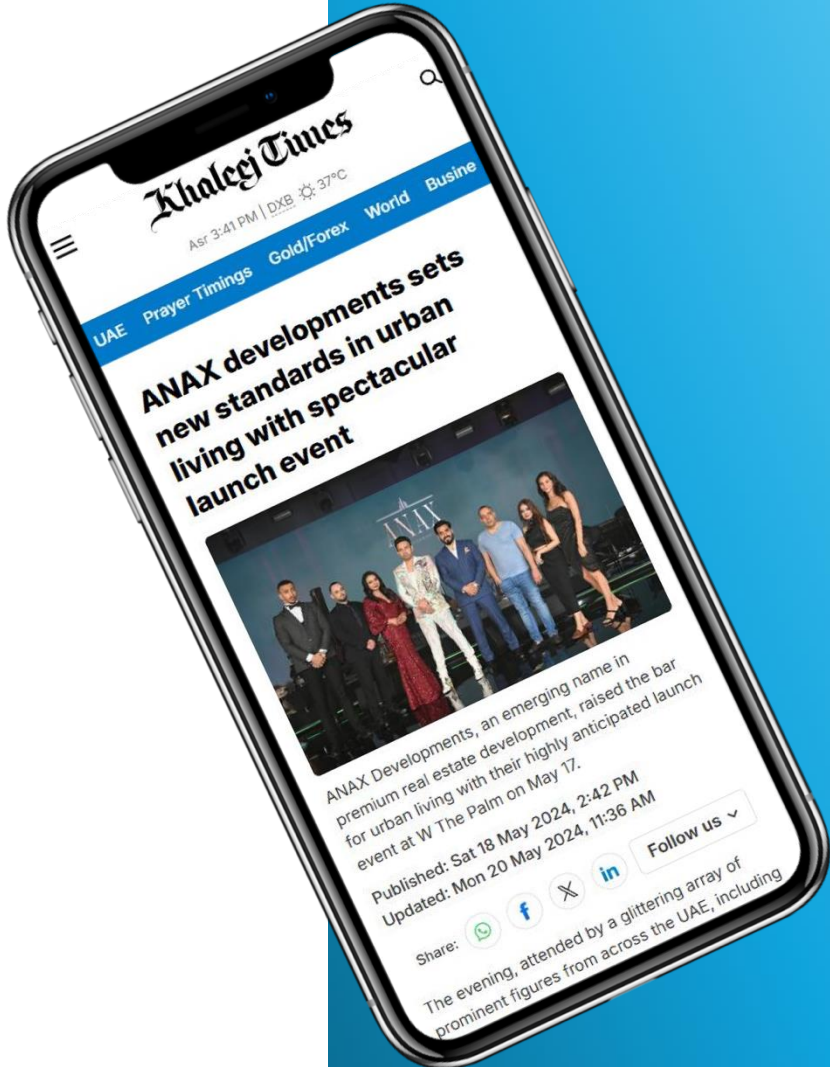 Khaleej Times
Asr 3:41 PM | DXB 37°C
UAE Prayer Timings Gold/Forex World Busine
ANAX developments sets
new standards in urban
living with spectacular
launch event
ANAX
ANAX Developments, an emerging name in
premium real estate development, raised the bar
for urban living with their highly anticipated launch
event at W The Palm on May 17.
Published: Sat 18 May 2024, 2:42 PM
Updated: Mon 20 May 2024, 11:36 AM
Share: f X in Follow us
The evening, attended by a glittering array of
prominent figures from across the UAE, including